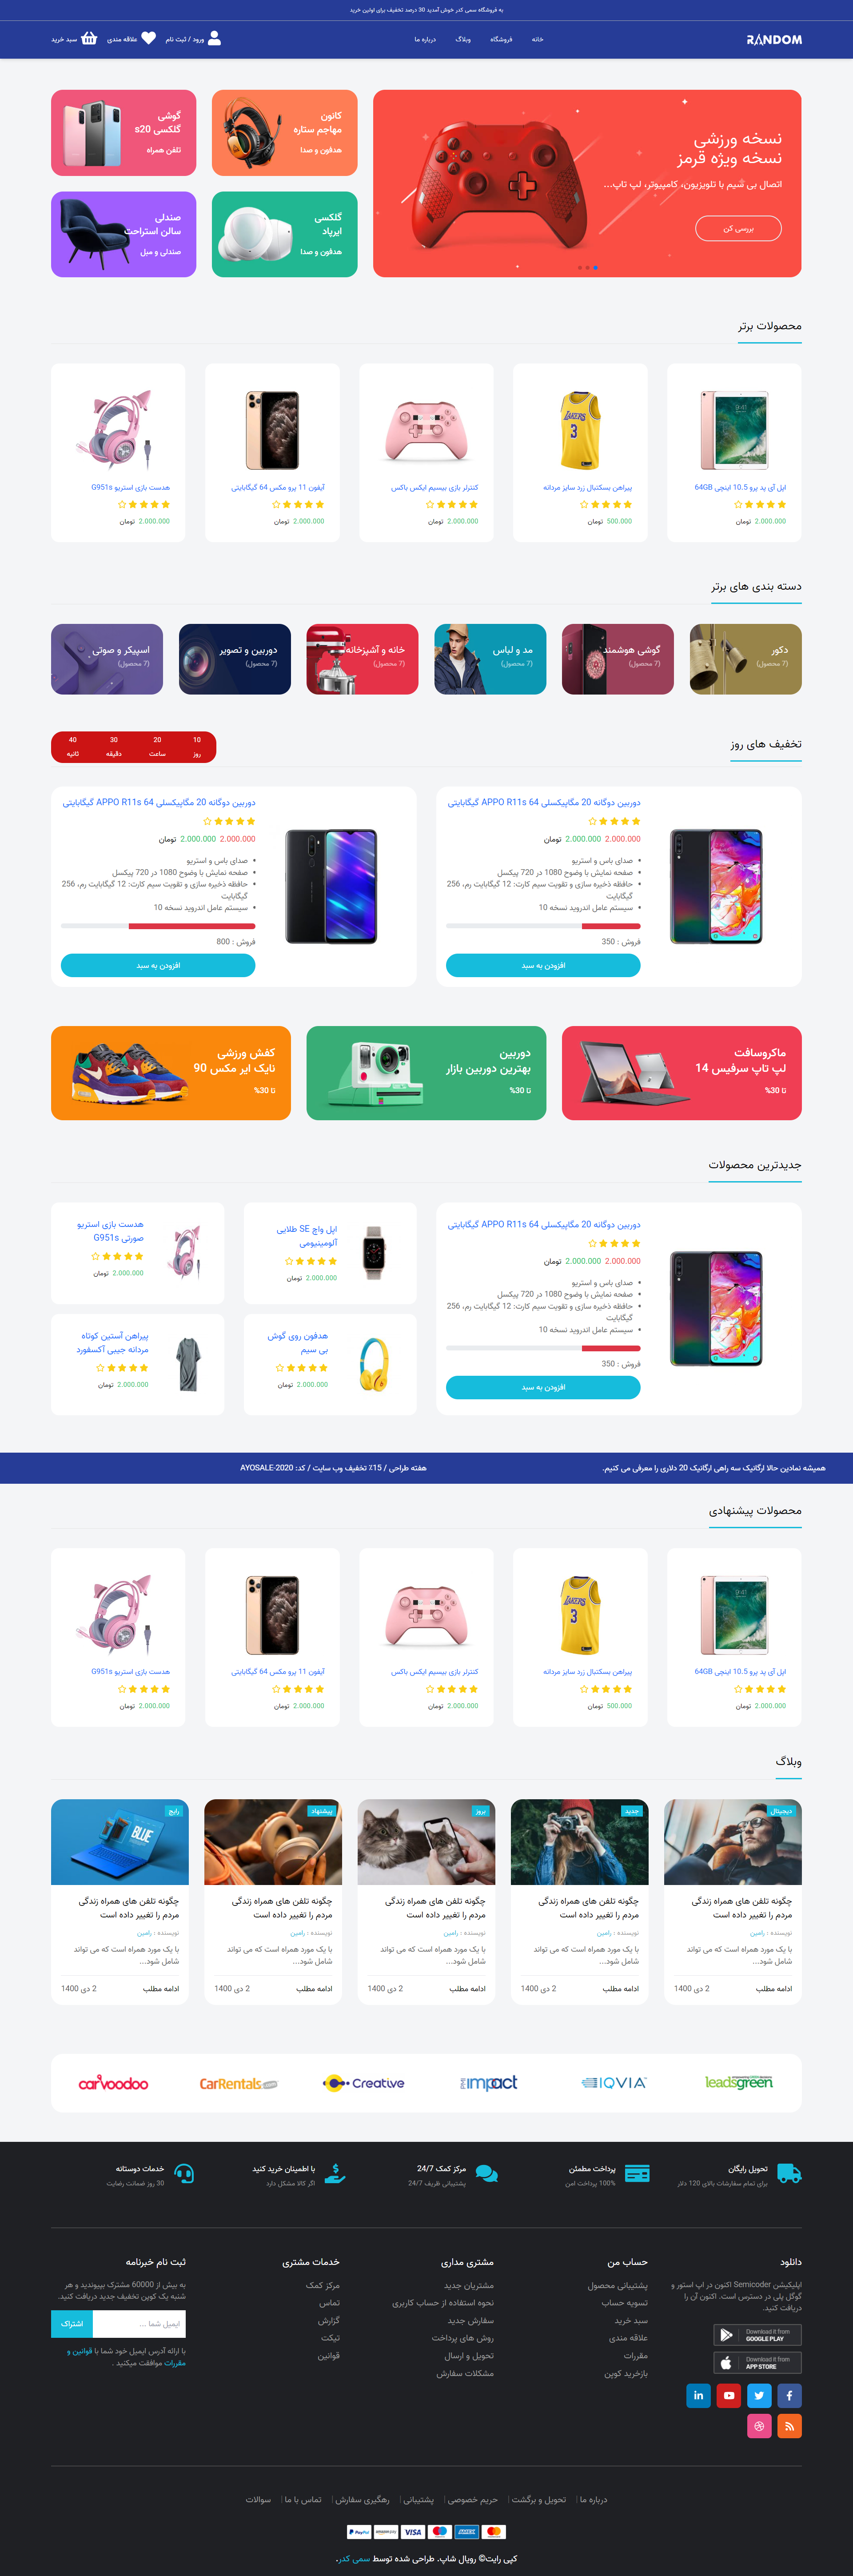 به فروشگاه سمی کدر خوش آمدید 30 درصد تخفیف برای اولین خرید
RANDOM
خانه
فروشگاه
وبلاگ
درباره ما
ورود / ثبت نام
علاقه مندی
سبد خرید
نسخه ورزشی
نسخه ویژه قرمز
اتصال بی سیم با تلویزیون، کامپیوتر، لپ تاپ...
بررسی کن
کانون
مهاجم ستاره
هدفون و صدا
گوشی
گلکسی s20
تلفن همراه
گلکسی
ایرپاد
هدفون و صدا
صندلی
سالن استراحت
صندلی و مبل
محصولات برتر
اپل آی پد پرو 10.5 اینچی 64GB
2.000.000 تومان
پیراهن بسکتبال زرد سایز مردانه
500.000 تومان
کنترلر بازی بیسیم ایکس باکس
2.000.000 تومان
آیفون 11 پرو مکس 64 گیگابایتی
2.000.000 تومان
هدست بازی استریو G951s
2.000.000 تومان
دسته بندی های برتر
دکور
(7 محصول)
گوشی هوشمند
(7 محصول)
مد و لباس
(7 محصول)
خانه و آشپزخانه
(7 محصول)
دوربین و تصویر
(7 محصول)
اسپیکر و صوتی
(7 محصول)
تخفیف های روز
10 روز
20 ساعت
30 دقیقه
40 ثانیه
دوربین دوگانه 20 مگاپیکسلی APPO R11s 64 گیگابایتی
2.000.000 2.000.000 تومان
صدای باس و استریو
صفحه نمایش با وضوح 1080 در 720 پیکسل
حافظه ذخیره سازی و تقویت سیم کارت: 12 گیگابایت رم، 256 گیگابایت
سیستم عامل اندروید نسخه 10
فروش : 350
افزودن به سبد
دوربین دوگانه 20 مگاپیکسلی APPO R11s 64 گیگابایتی
2.000.000 2.000.000 تومان
صدای باس و استریو
صفحه نمایش با وضوح 1080 در 720 پیکسل
حافظه ذخیره سازی و تقویت سیم کارت: 12 گیگابایت رم، 256 گیگابایت
سیستم عامل اندروید نسخه 10
فروش : 800
افزودن به سبد
ماکروسافت
لپ تاپ سرفیس 14
تا 30%
دوربین
بهترین دوربین بازار
تا 30%
کفش ورزشی
نایک ایر مکس 90
تا 30%
جدیدترین محصولات
دوربین دوگانه 20 مگاپیکسلی APPO R11s 64 گیگابایتی
2.000.000 2.000.000 تومان
صدای باس و استریو
صفحه نمایش با وضوح 1080 در 720 پیکسل
حافظه ذخیره سازی و تقویت سیم کارت: 12 گیگابایت رم، 256 گیگابایت
سیستم عامل اندروید نسخه 10
فروش : 350
افزودن به سبد
اپل واچ SE طلایی
آلومینیومی
2.000.000 تومان
هدست بازی استریو
صورتی G951s
2.000.000 تومان
هدفون روی گوش
بی سیم
2.000.000 تومان
پیراهن آستین کوتاه
مردانه جیبی آکسفورد
2.000.000 تومان
همیشه نمادین حالا ارگانیک سه راهی ارگانیک 20 دلاری را معرفی می کنیم.
هفته طراحی / 15٪ تخفیف وب سایت / کد: AYOSALE-2020
محصولات پیشنهادی
اپل آی پد پرو 10.5 اینچی 64GB
2.000.000 تومان
پیراهن بسکتبال زرد سایز مردانه
500.000 تومان
کنترلر بازی بیسیم ایکس باکس
2.000.000 تومان
آیفون 11 پرو مکس 64 گیگابایتی
2.000.000 تومان
هدست بازی استریو G951s
2.000.000 تومان
وبلاگ
دیجیتال
چگونه تلفن های همراه زندگی
مردم را تغییر داده است
نویسنده : رامین
با یک مورد همراه است که می تواند
شامل شود...
ادامه مطلب
2 دی 1400
جدید
چگونه تلفن های همراه زندگی
مردم را تغییر داده است
نویسنده : رامین
با یک مورد همراه است که می تواند
شامل شود...
ادامه مطلب
2 دی 1400
بروز
چگونه تلفن های همراه زندگی
مردم را تغییر داده است
نویسنده : رامین
با یک مورد همراه است که می تواند
شامل شود...
ادامه مطلب
2 دی 1400
پیشنهاد
چگونه تلفن های همراه زندگی
مردم را تغییر داده است
نویسنده : رامین
با یک مورد همراه است که می تواند
شامل شود...
ادامه مطلب
2 دی 1400
رایج
چگونه تلفن های همراه زندگی
مردم را تغییر داده است
نویسنده : رامین
با یک مورد همراه است که می تواند
شامل شود...
ادامه مطلب
2 دی 1400
leadsgreen
IQVIA
impact
Creative
CarRentals
carvoodoo
تحویل رایگان
برای تمام سفارشات بالای 120 دلار
پرداخت مطمئن
100% پرداخت امن
مرکز کمک 24/7
پشتیبانی ظریف 24/7
با اطمینان خرید کنید
اگر کالا مشکل دارد
خدمات دوستانه
30 روز ضمانت رضایت
دانلود
اپلیکیشن Semicoder اکنون در اپ استور و
گوگل پلی در دسترس است. اکنون آن را
دریافت کنید.
Download it from
GOOGLE PLAY
Download it from
APP STORE
حساب من
پشتیبانی محصول
تسویه حساب
سبد خرید
علاقه مندی
مقررات
بازخرید کوپن
مشتری مداری
مشتریان جدید
نحوه استفاده از حساب کاربری
سفارش جدید
روش های پرداخت
تحویل و ارسال
مشکلات سفارش
خدمات مشتری
مرکز کمک
تماس
گزارش
تیکت
قوانین
ثبت نام خبرنامه
به بیش از 60000 مشترک بپیوندید و هر
شنبه یک کوپن تخفیف جدید دریافت کنید.
ایمیل شما ...
اشتراک
با ارائه آدرس ایمیل خود شما با قوانین و
مقررات موافقت میکنید .
درباره ما | تحویل و برگشت | حریم خصوصی | پشتیبانی | رهگیری سفارش | تماس با ما | سوالات
PayPal
VISA
کپی رایت© رویال شاپ. طراحی شده توسط سمی کدر.